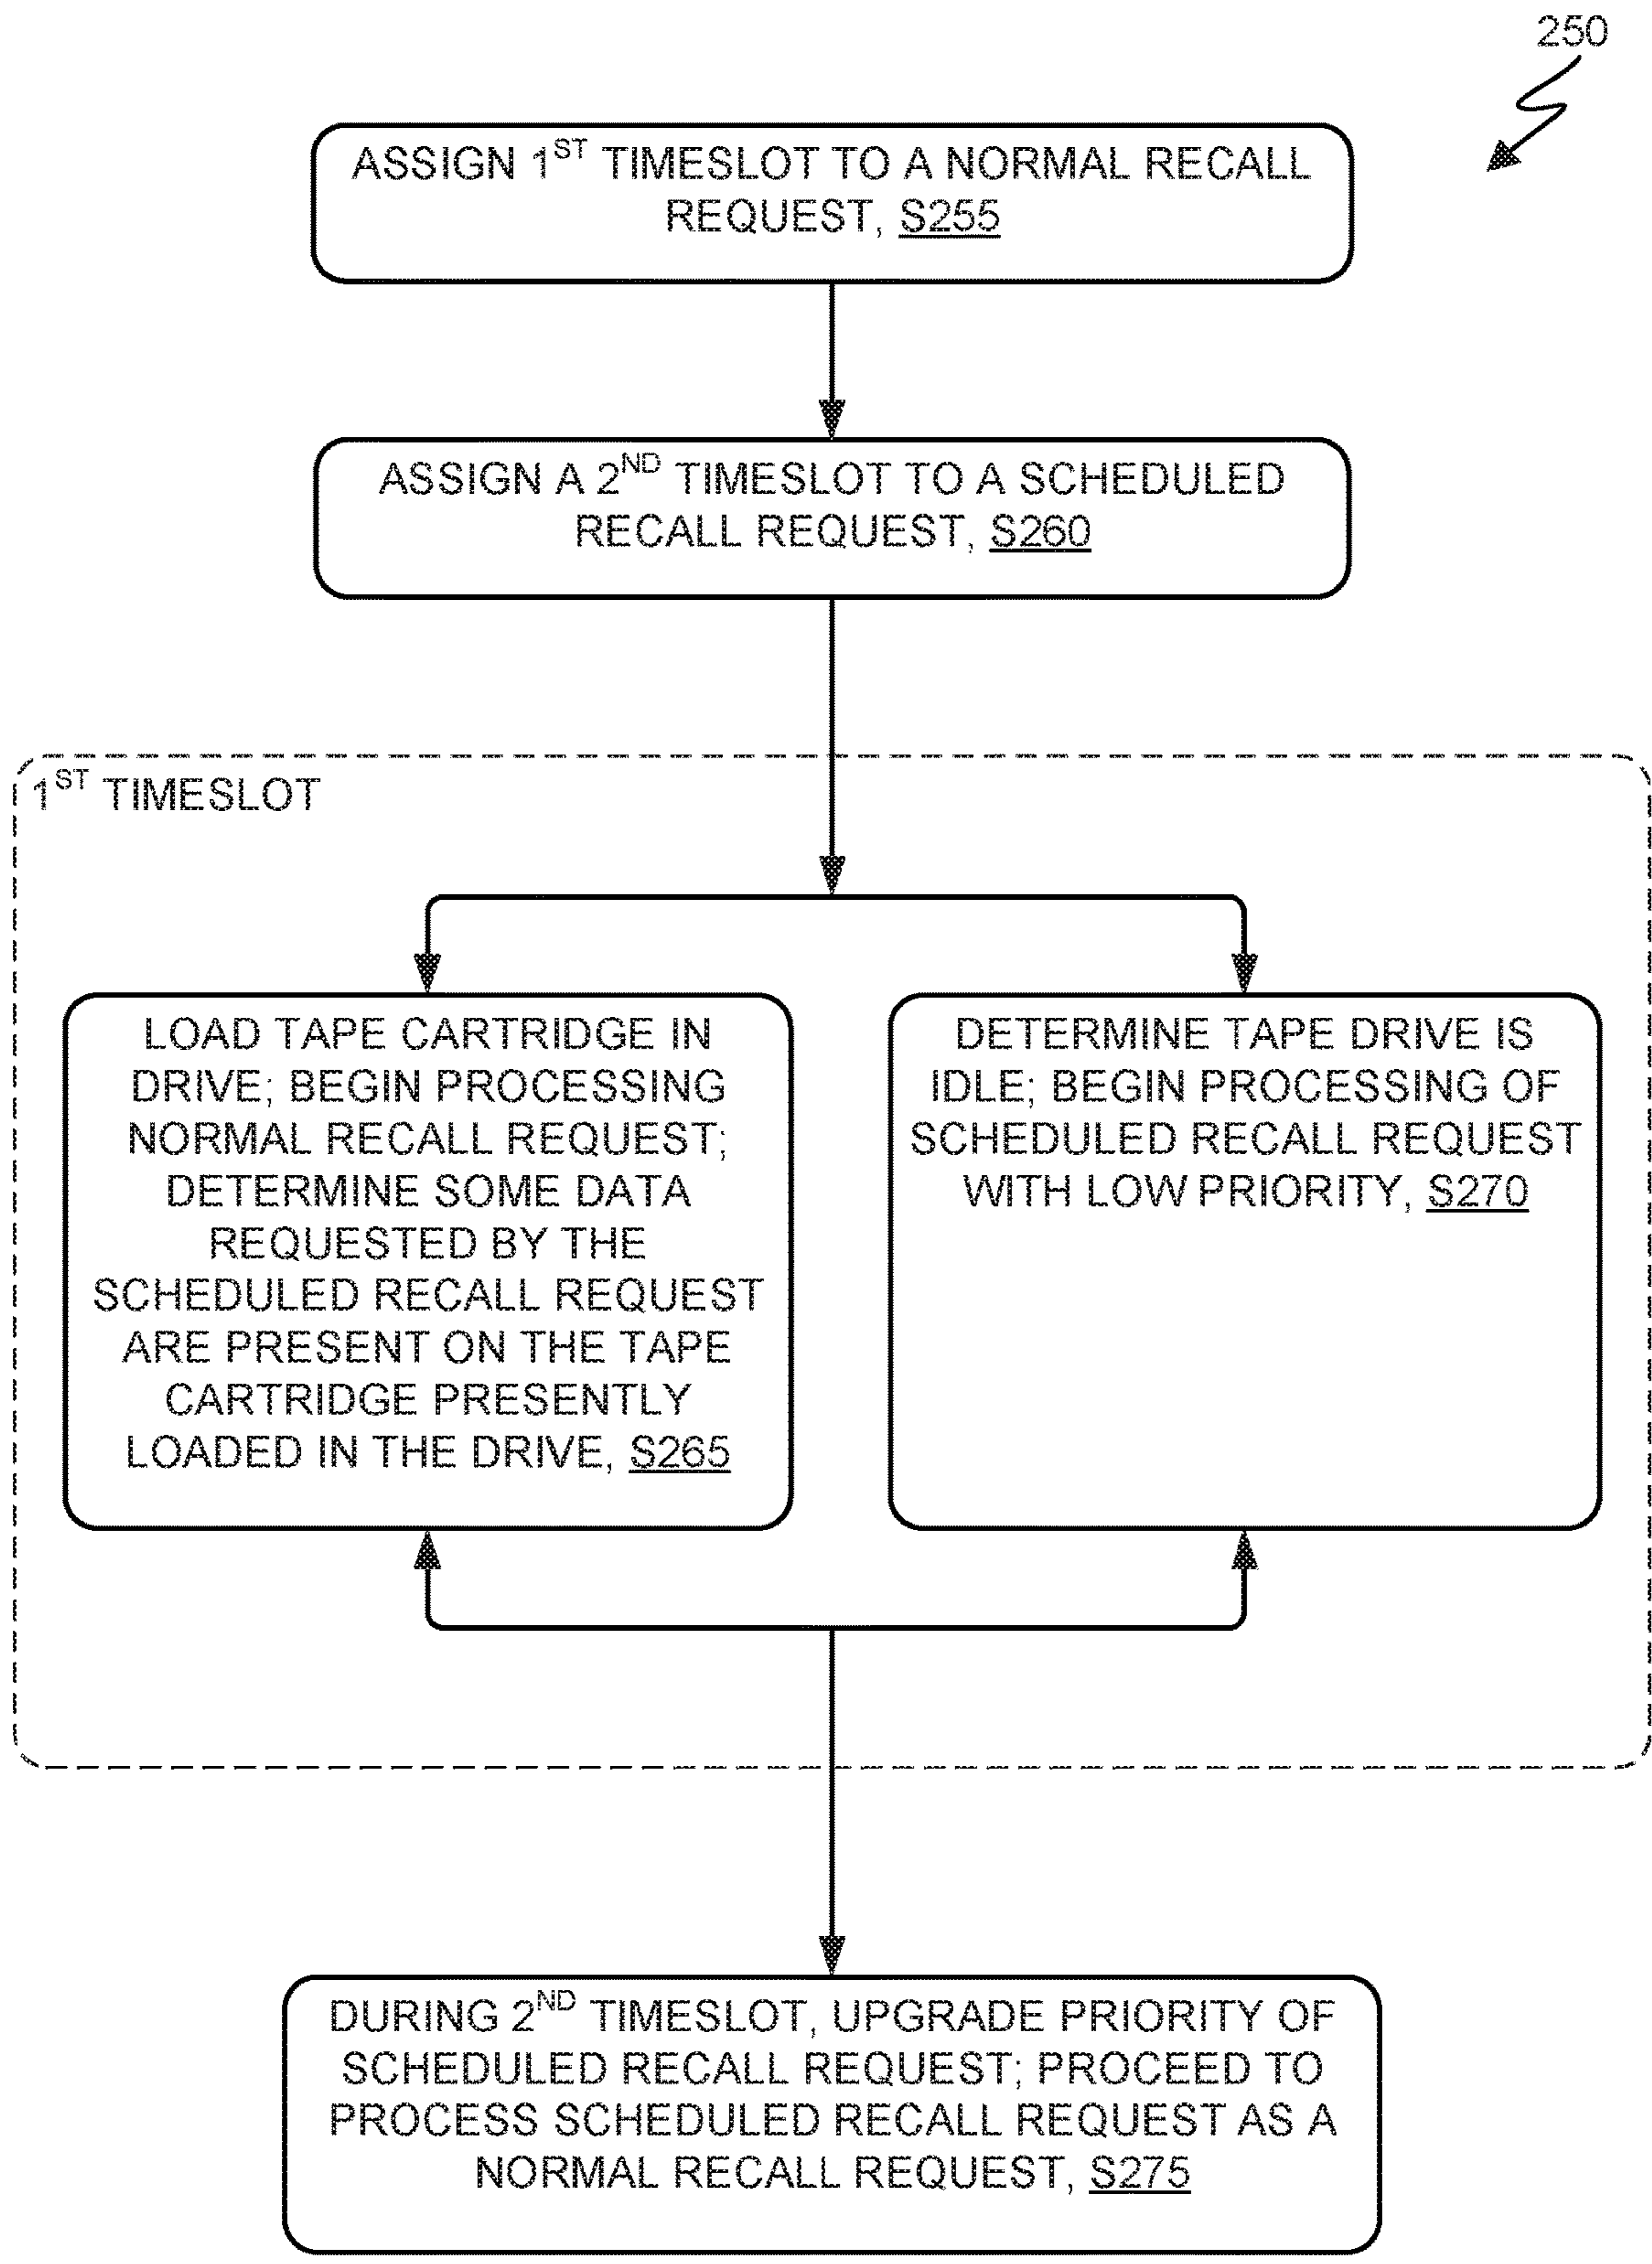 250
ASSIGN 1ST TIMESLOT TO A NORMAL RECALL
REQUEST, S255
ASSIGN A 2ND TIMESLOT TO A SCHEDULED
RECALL REQUEST, S260
1ST TIMESLOT
LOAD TAPE CARTRIDGE IN
DRIVE; BEGIN PROCESSING
NORMAL RECALL REQUEST;
DETERMINE SOME DATA
REQUESTED BY THE
SCHEDULED RECALL REQUEST
ARE PRESENT ON THE TAPE
CARTRIDGE PRESENTLY
LOADED IN THE DRIVE, S265
DETERMINE TAPE DRIVE IS
IDLE; BEGIN PROCESSING OF
SCHEDULED RECALL REQUEST
WITH LOW PRIORITY, S270
DURING 2ND TIMESLOT, UPGRADE PRIORITY OF
SCHEDULED RECALL REQUEST; PROCEED TO
PROCESS SCHEDULED RECALL REQUEST AS A
NORMAL RECALL REQUEST, S275